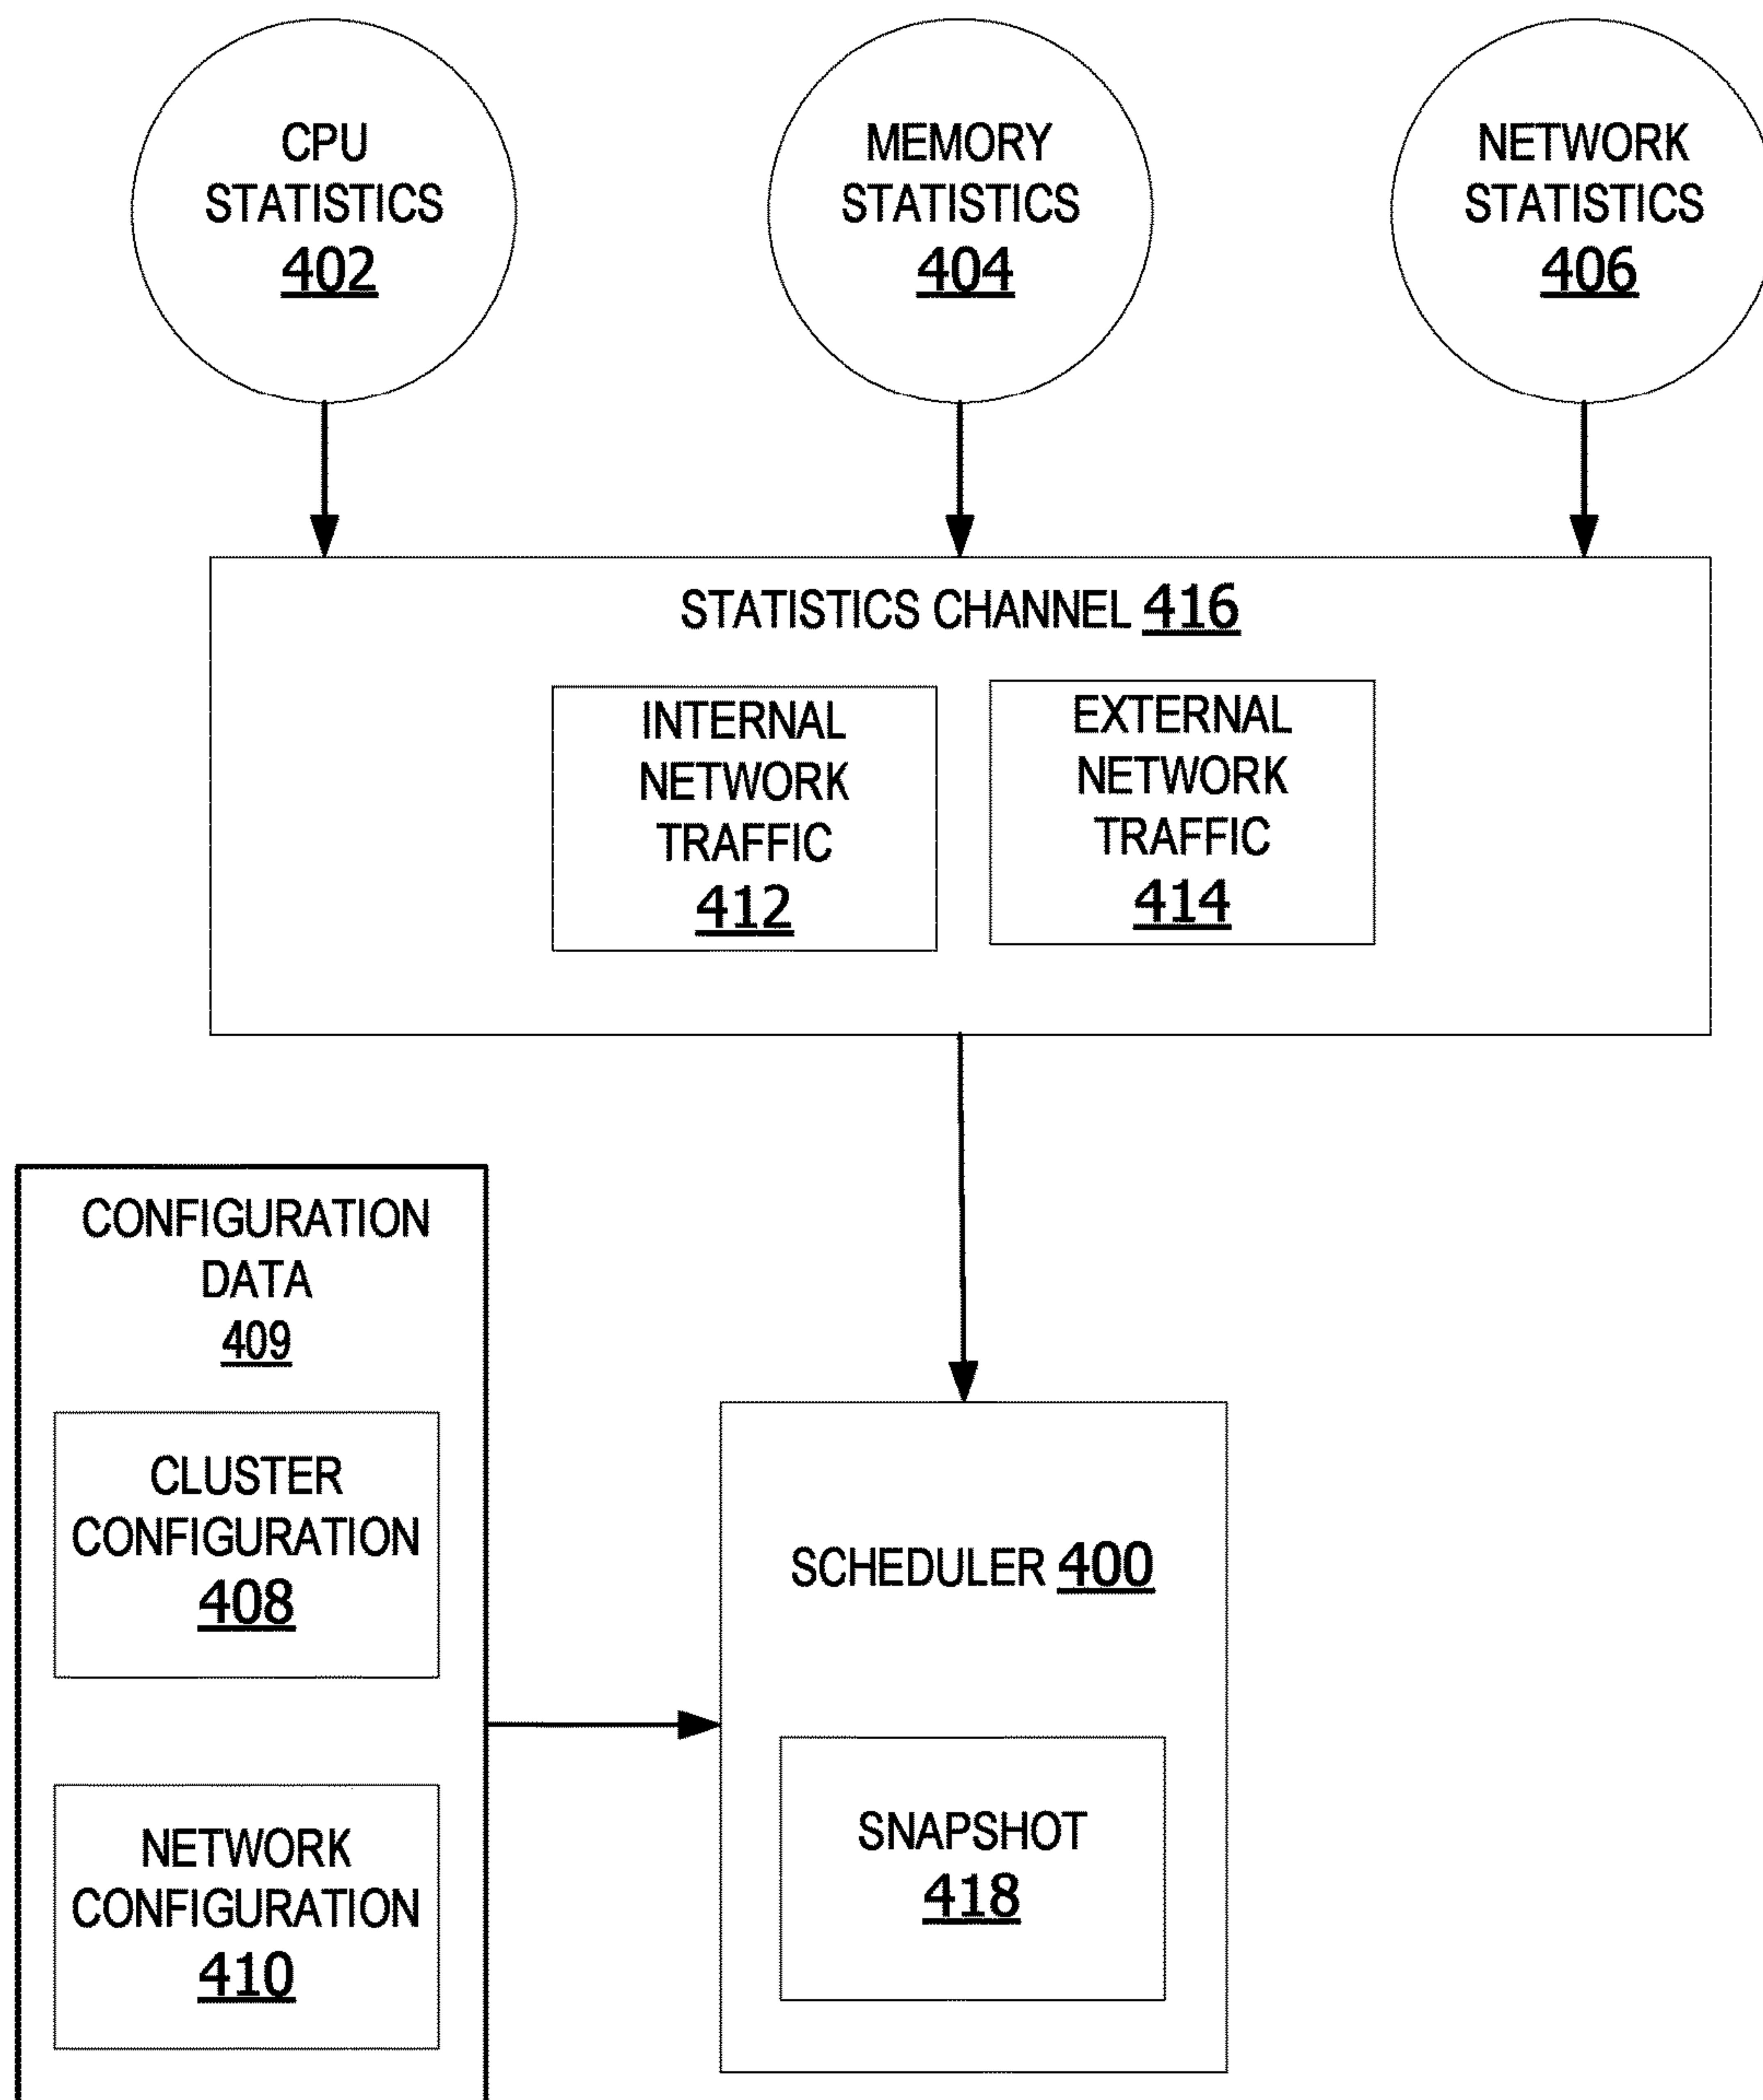 CPU
STATISTICS
402
MEMORY
STATISTICS
404
NETWORK
STATISTICS
406
STATISTICS CHANNEL 416
INTERNAL
NETWORK
TRAFFIC
412
EXTERNAL
NETWORK
TRAFFIC
414
CONFIGURATION
DATA
409
CLUSTER
CONFIGURATION
408
NETWORK
CONFIGURATION
410
SCHEDULER 400
SNAPSHOT
418